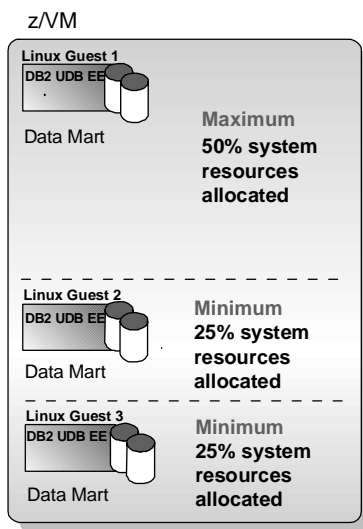 z/VM
Linux Guest 1
DB2 UDB EE
Data Mart
Maximum
50% system
resources
allocated
Linux Guest 2
DB2 UDB EE
Data Mart
Minimum
25% system
resources
allocated
Linux Guest 3
DB2 UDB EE
Data Mart
Minimum
25% system
resources
allocated